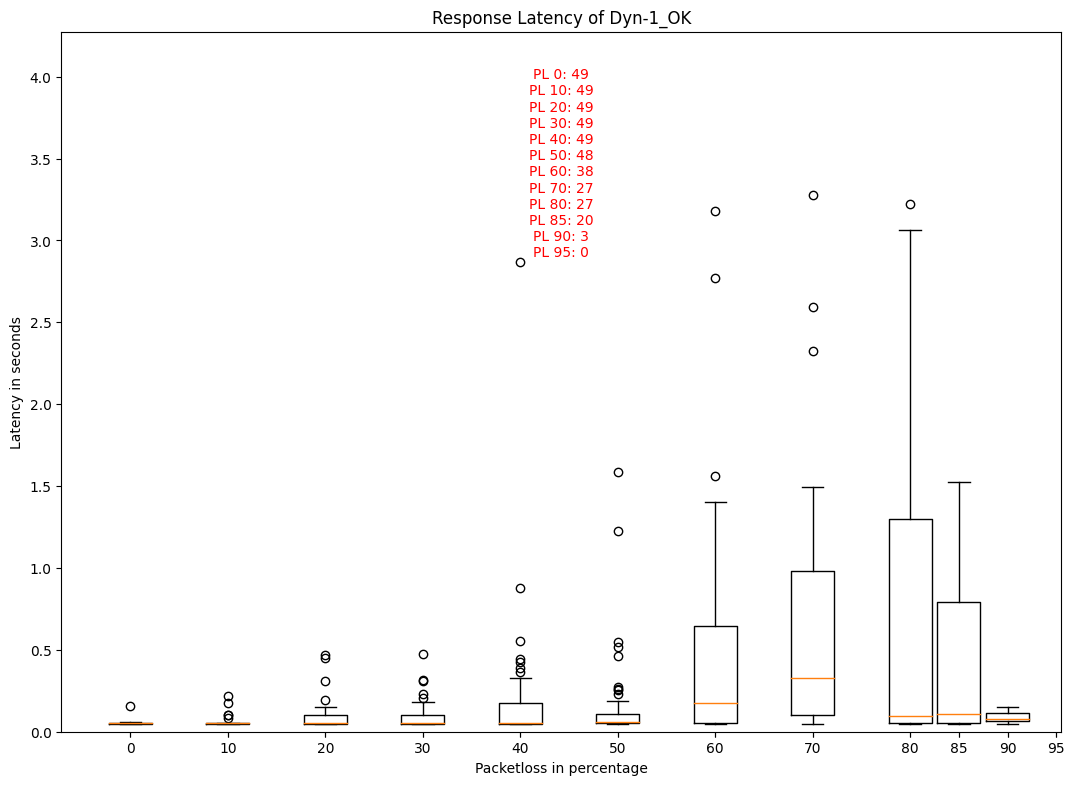 Response Latency of Dyn-1_OK
PL 0: 49
PL 10: 49
PL 20: 49
PL 30: 49
PL 40: 49
PL 50: 48
PL 60: 38
PL 70: 27
PL 80: 27
PL 85: 20
PL 90: 3
PL 95: 0
Latency in seconds
4.0
3.5
3.0
2.5
2.0
1.5
1.0
0.5
0.0
0 10 20 30 40 50 60 70 80 85 90 95
Packetloss in percentage